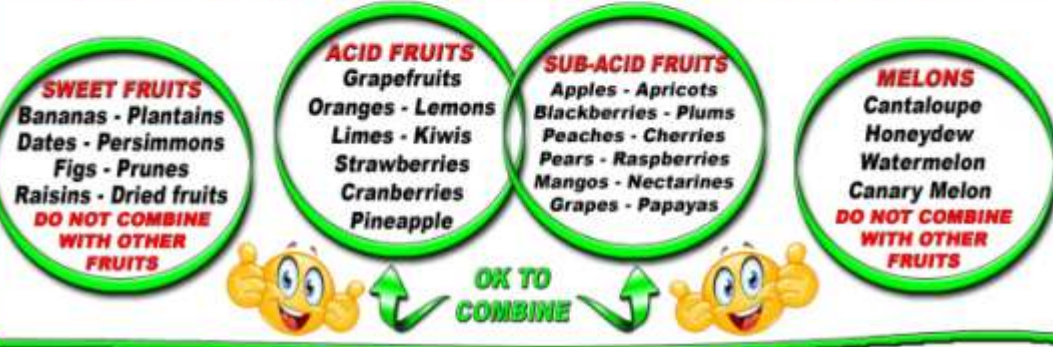 SWEET FRUITS
Bananas - Plantains
Dates - Persimmons
Figs - Prunes
Raisins - Dried fruits
DO NOT COMBINE
WITH OTHER
FRUITS
ACID FRUITS
Grapefruits
Oranges - Lemons
Limes - Kiwis
Strawberries
Cranberries
Pineapple
SUB-ACID FRUITS
Apples - Apricots
Blackberries - Plums
Peaches - Cherries
Pears - Raspberries
Mangos - Nectarines
Grapes - Papayas
MELONS
Cantaloupe
Honeydew
Watermelon
Canary Melon
DO NOT COMBINE
WITH OTHER
FRUITS
OK TO
COMBINE